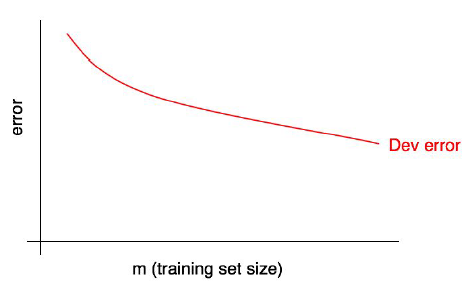 error
Dev error
m (training set size)